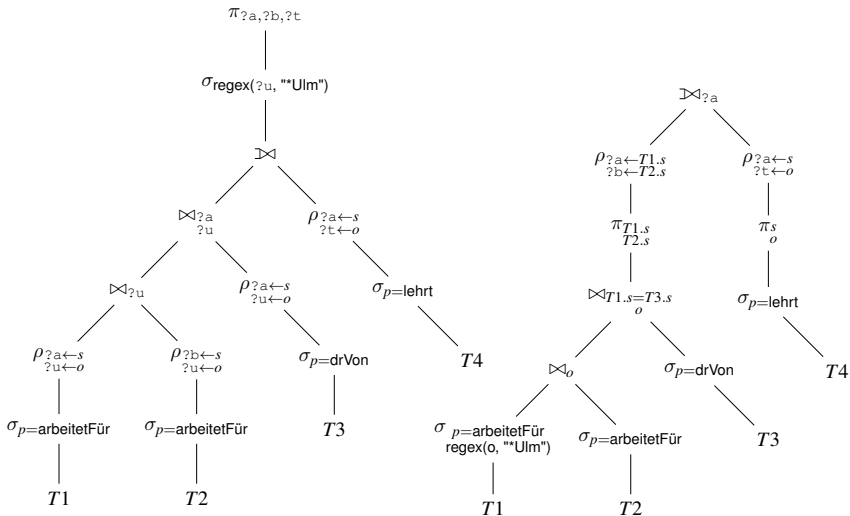 π?a,?b,?t
σregex(?u, "*Ulm")
⟕
⋈?a
?u
ρ?a←s
?t←o
⋈?u
ρ?a←s
?u←o
σp=lehrt
ρ?a←s
?u←o
ρ?b←s
?u←o
σp=drVon
T4
σp=arbeitetFür
σp=arbeitetFür
T3
T1
T2
⟕?a
ρ?a←T1.s
?b←T2.s
ρ?a←s
?t←o
πT1.s
T2.s
πs
o
⋈T1.s=T3.s
o
σp=lehrt
⋈o
σp=drVon
T4
σ p=arbeitetFür
regex(o, "*Ulm")
σp=arbeitetFür
T3
T1
T2